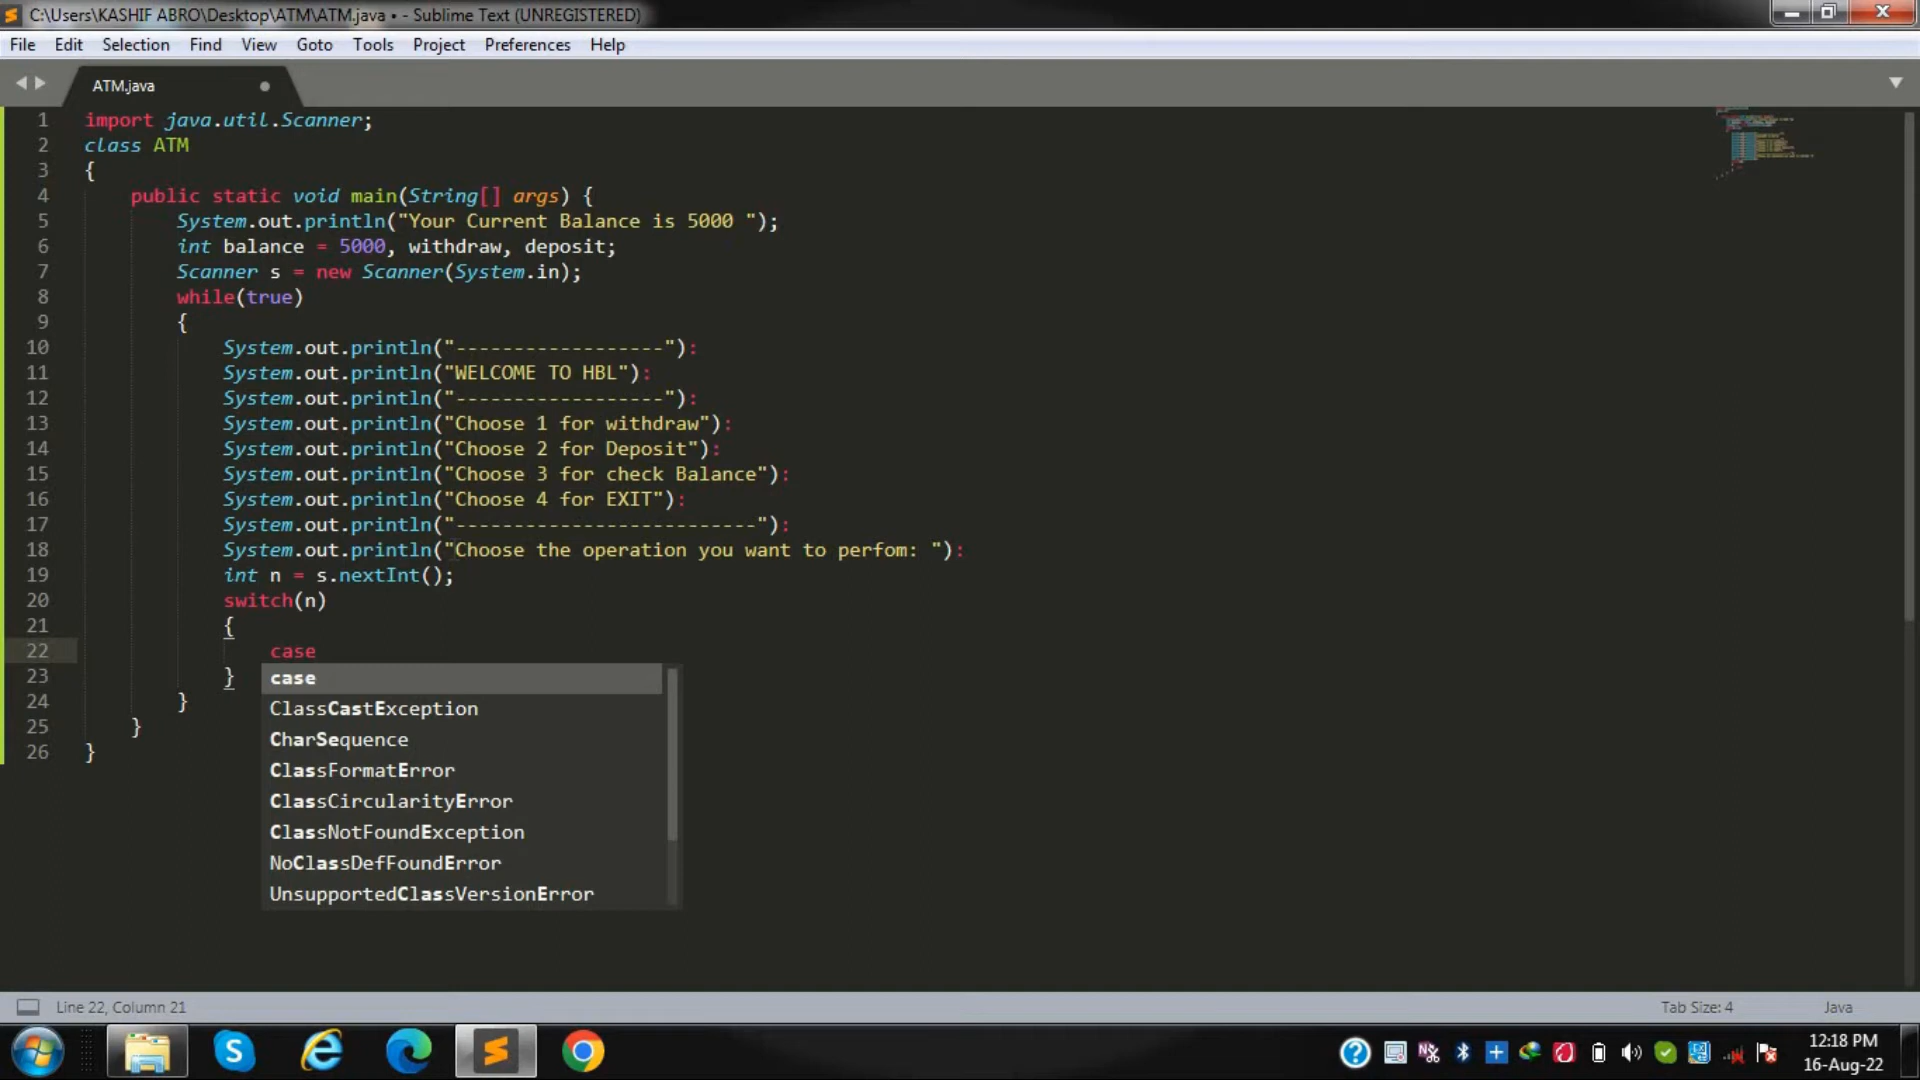 C:\Users\KASHIF ABRO\Desktop\ATM\ATM.java • - Sublime Text (UNREGISTERED)
File Edit Selection Find View Goto Tools Project Preferences Help
ATM.java
1 import java.util.Scanner;
2 class ATM
3 {
4 public static void main(String[] args) {
5 System.out.println("Your Current Balance is 5000 ");
6 int balance = 5000, withdraw, deposit;
7 Scanner s = new Scanner(System.in);
8 while(true)
9 {
10 System.out.println("------------------"):
11 System.out.println("WELCOME TO HBL"):
12 System.out.println("------------------"):
13 System.out.println("Choose 1 for withdraw"):
14 System.out.println("Choose 2 for Deposit"):
15 System.out.println("Choose 3 for check Balance"):
16 System.out.println("Choose 4 for EXIT"):
17 System.out.println("--------------------------"):
18 System.out.println("Choose the operation you want to perfom: "):
19 int n = s.nextInt();
20 switch(n)
21 {
22 case
23 }
case
24 }
ClassCastException
25 }
CharSequence
26 }
ClassFormatError
ClassCircularityError
ClassNotFoundException
NoClassDefFoundError
UnsupportedClassVersionError
Line 22, Column 21 Tab Size: 4 Java
12:18 PM
16-Aug-22